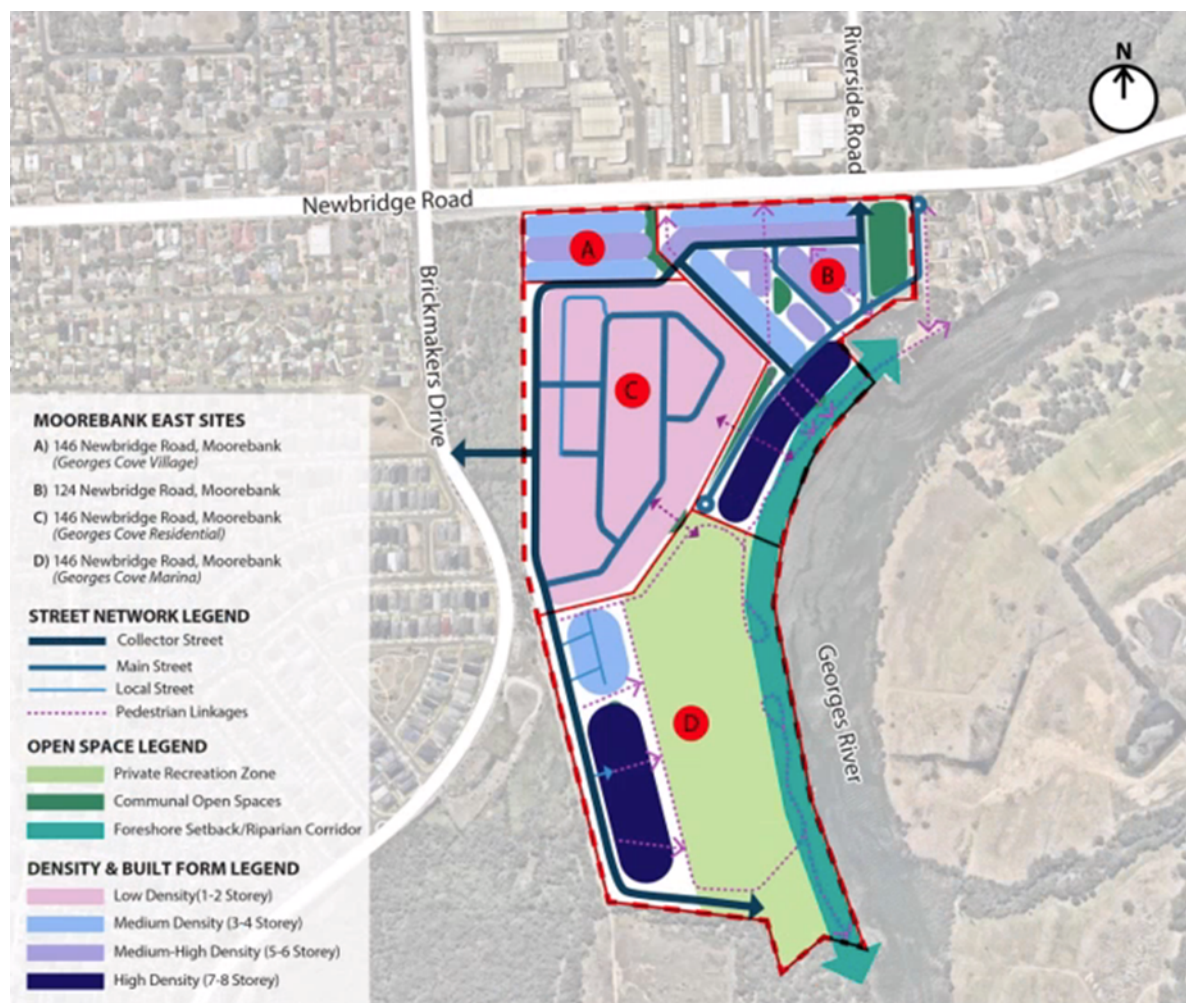 N
Riverside Road
Newbridge Road
Brickmakers Drive
A
B
C
D
Georges River
MOOREBANK EAST SITES
A) 146 Newbridge Road, Moorebank
(Georges Cove Village)
B) 124 Newbridge Road, Moorebank
C) 146 Newbridge Road, Moorebank
(Georges Cove Residential)
D) 146 Newbridge Road, Moorebank
(Georges Cove Marina)
STREET NETWORK LEGEND
Collector Street
Main Street
Local Street
Pedestrian Linkages
OPEN SPACE LEGEND
Private Recreation Zone
Communal Open Spaces
Foreshore Setback/Riparian Corridor
DENSITY & BUILT FORM LEGEND
Low Density(1-2 Storey)
Medium Density (3-4 Storey)
Medium-High Density (5-6 Storey)
High Density (7-8 Storey)